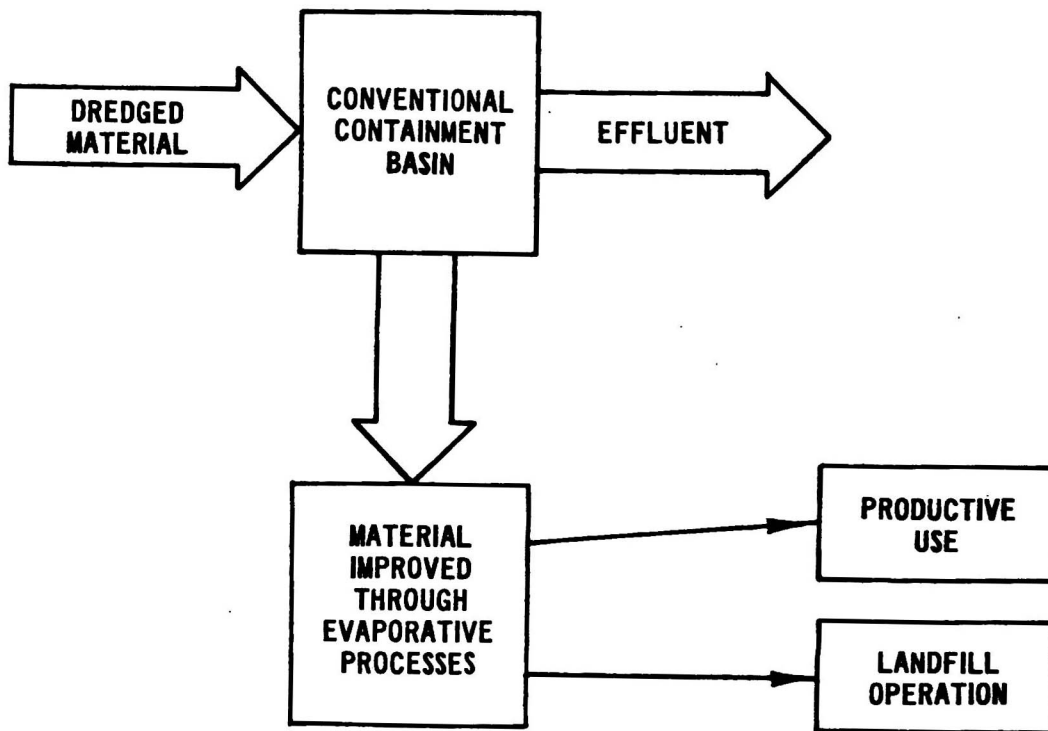 DREDGED
MATERIAL
CONVENTIONAL
CONTAINMENT
BASIN
EFFLUENT
MATERIAL
IMPROVED
THROUGH
EVAPORATIVE
PROCESSES
PRODUCTIVE
USE
LANDFILL
OPERATION